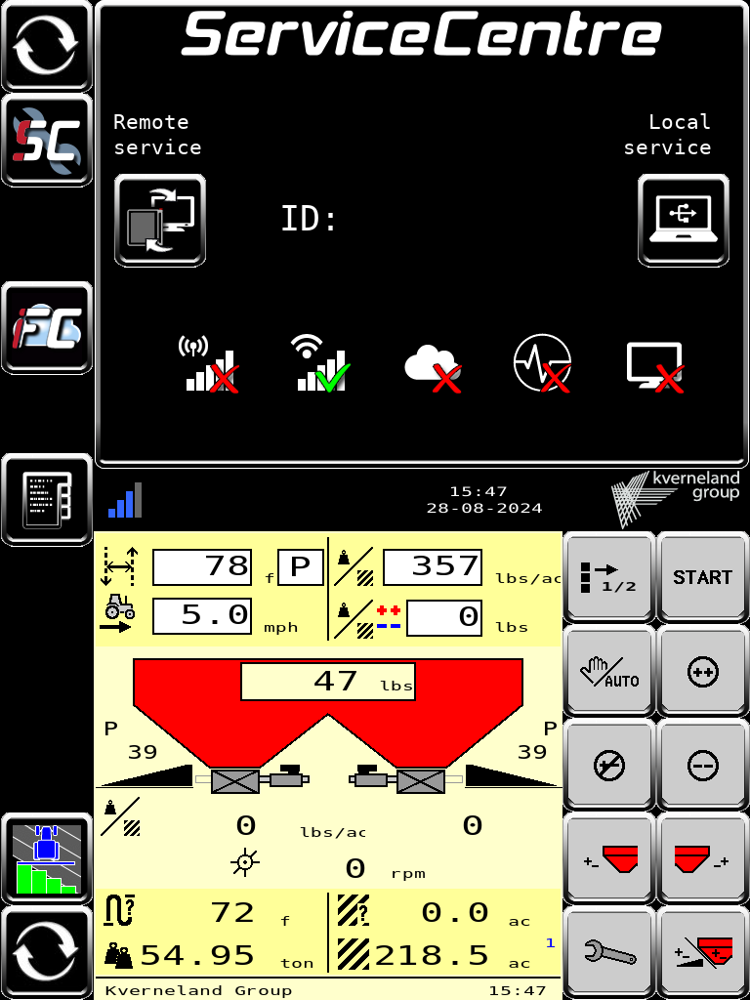 ServiceCentre
Remote service
Local service
ID:
SC
iFC
15:47
28-08-2024
kverneland group
78 f P
357 lbs/ac
5.0 mph
0 lbs
1/2
START
47 lbs
AUTO
P
39
P
39
0 lbs/ac 0
0 rpm
72 f
0.0 ac
54.95 ton
218.5 ac 1
Kverneland Group 15:47